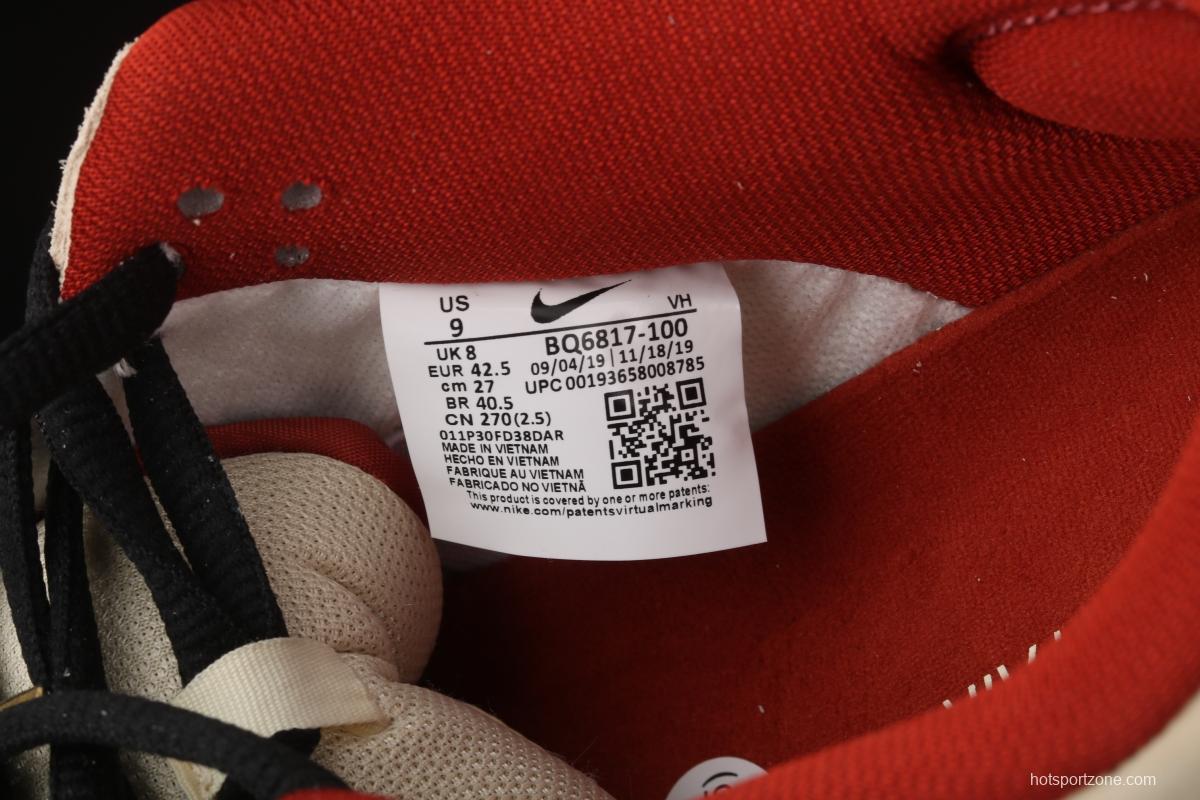 US
9
VH
UK 8
EUR 42.5
cm 27
BR 40.5
CN 270(2.5)
BQ6817-100
09/04/19 | 11/18/19
UPC 00193658008785
011P30FD38DAR
MADE IN VIETNAM
HECHO EN VIETNAM
FABRIQUE AU VIETNAM
FABRICADO NO VIETNÃ
This product is covered by one or more patents:
www.nike.com/patentsvirtualmarking
hotsportzone.com